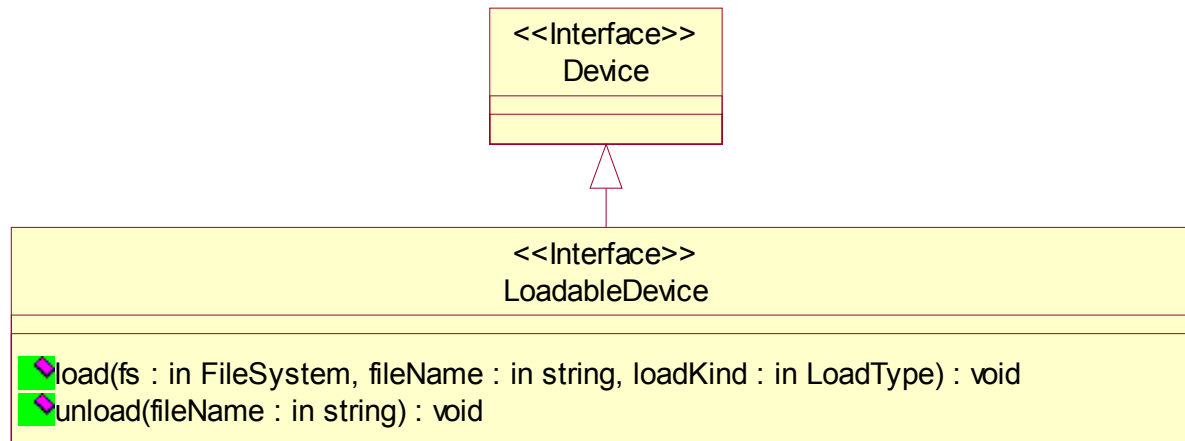 <<Interface>>
Device
<<Interface>>
LoadableDevice
load(fs : in FileSystem, fileName : in string, loadKind : in LoadType) : void
unload(fileName : in string) : void